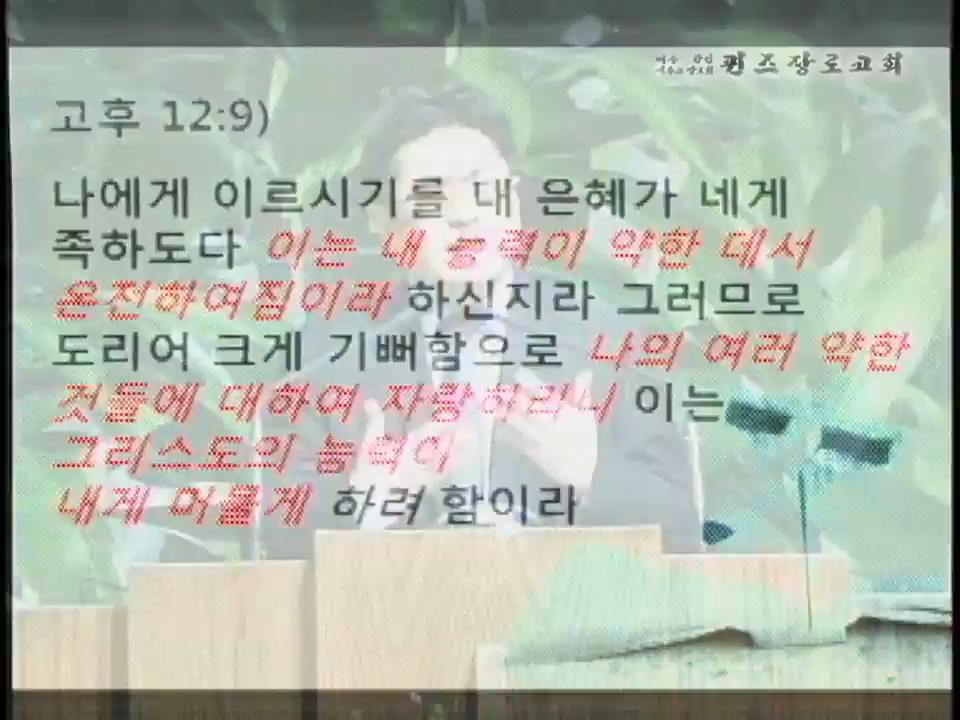 퀸즈장로교회
고후 12:9)
나에게 이르시기를 내 은혜가 네게
족하도다 이는 내 능력이 약한 데서
온전하여짐이라 하신지라 그러므로
도리어 크게 기뻐함으로 나의 여러 약한
것들에 대하여 자랑하리니 이는
그리스도의 능력이
내게 머물게 하려 함이라